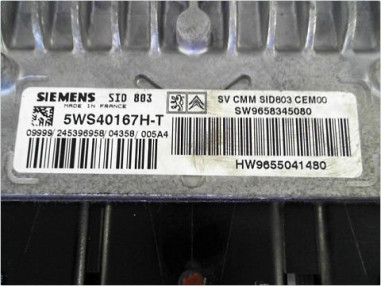 SIEMENS SID 803
MADE IN FRANCE
5WS40167H-T
09999/245396958/04358/005A4
SV CMM SID803 CEM00
SW9658345080
HW9655041480